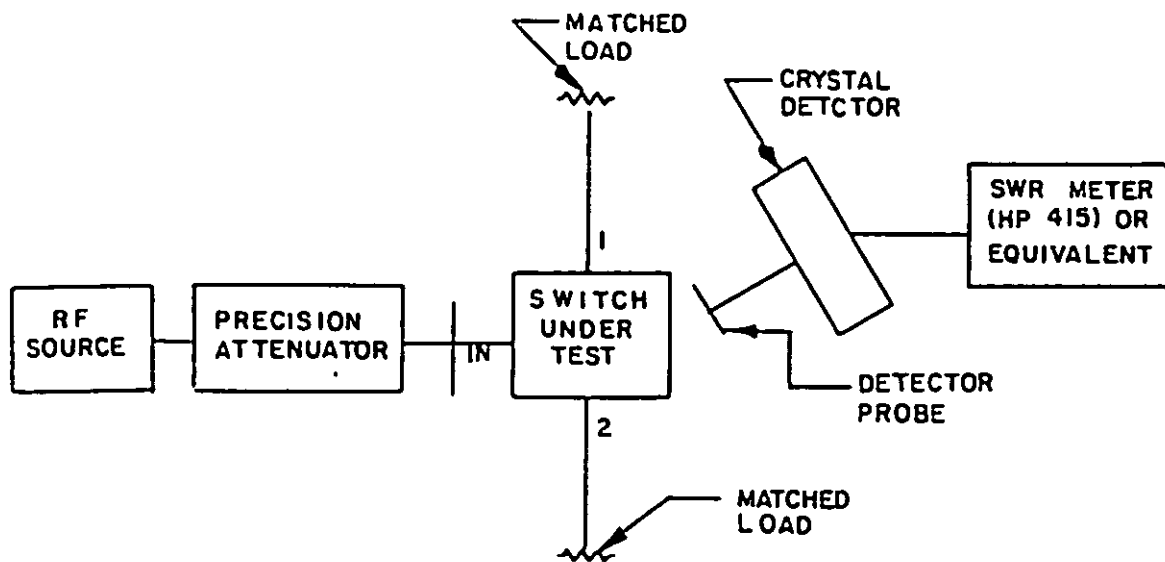 MATCHED
LOAD
CRYSTAL
DETCTOR
SWR METER
(HP 415) OR
EQUIVALENT
1
RF
SOURCE
PRECISION
ATTENUATOR
IN
SWITCH
UNDER
TEST
DETECTOR
PROBE
2
MATCHED
LOAD